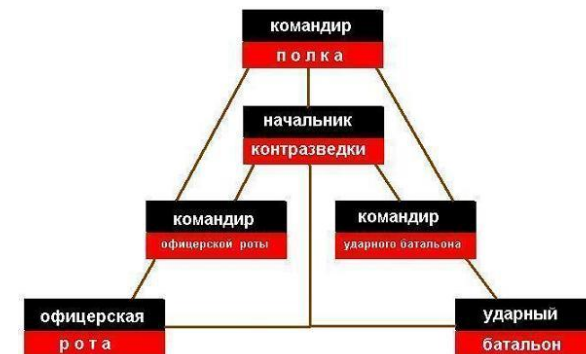 командир
полка
начальник
контразведки
командир
офицерской роты
командир
ударного батальона
офицерская
рота
ударный
батальон